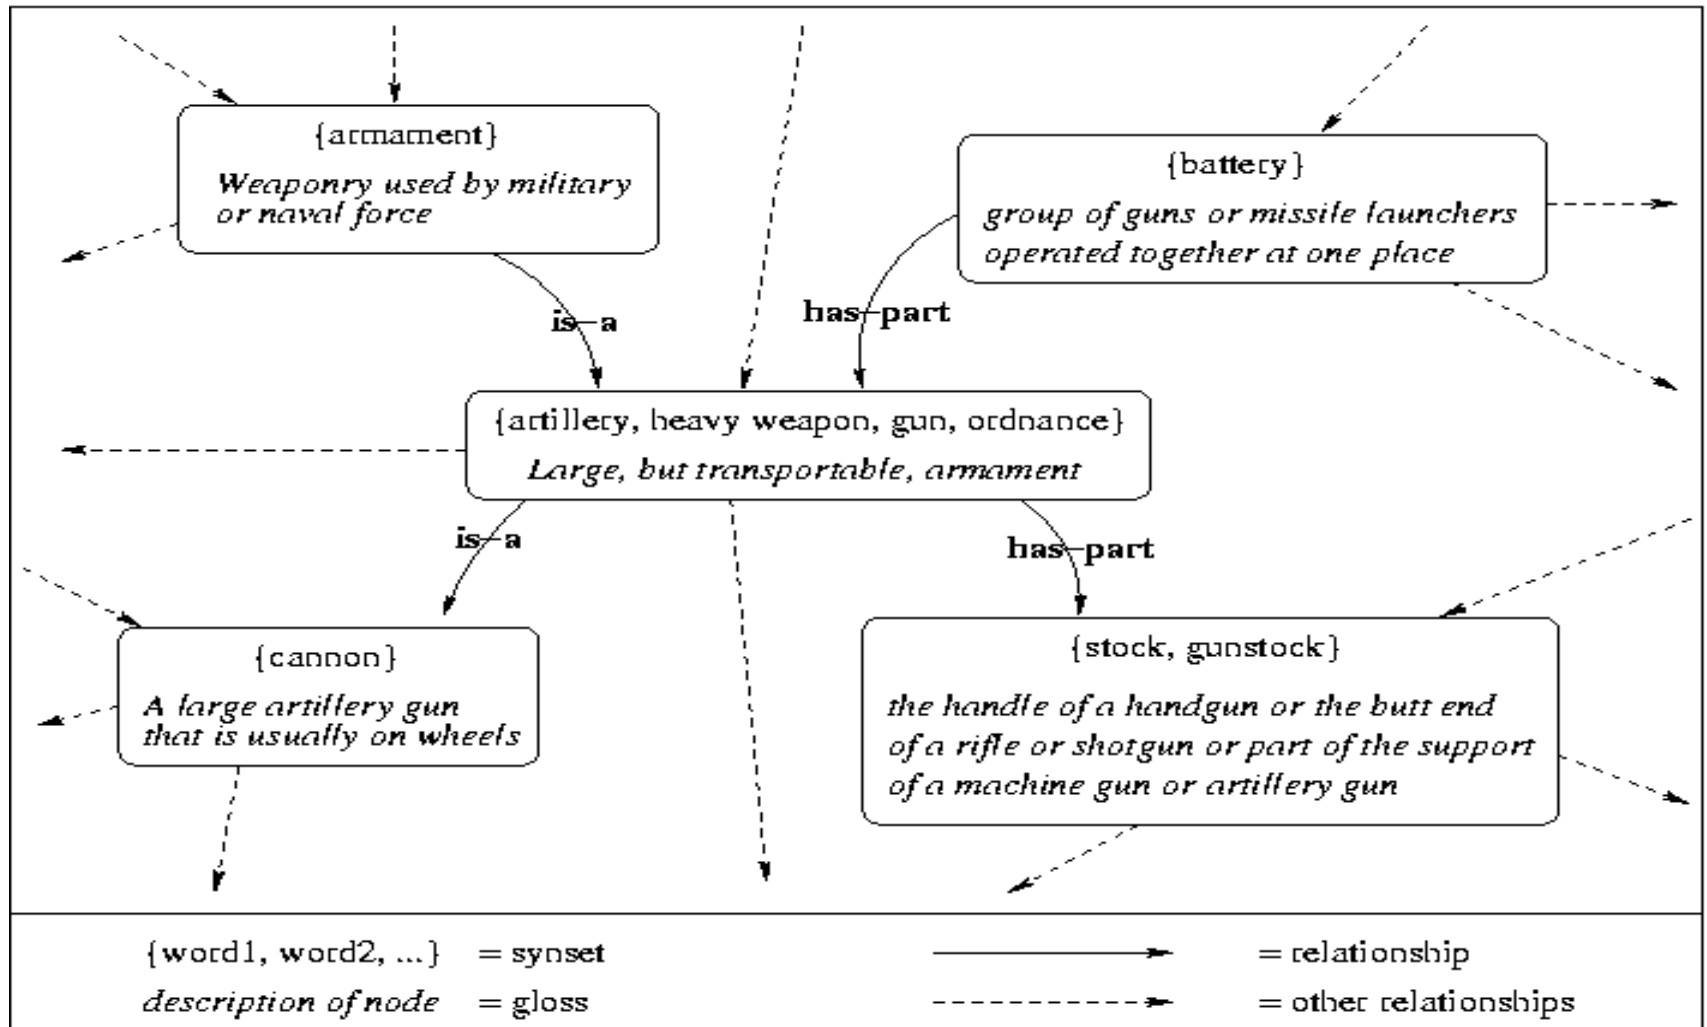 {armament}
Weaponry used by military
or naval force
{battery}
group of guns or missile launchers
operated together at one place
is-a
has-part
{artillery, heavy weapon, gun, ordnance}
Large, but transportable, armament
is-a
has-part
{cannon}
A large artillery gun
that is usually on wheels
{stock, gunstock}
the handle of a handgun or the butt end
of a rifle or shotgun or part of the support
of a machine gun or artillery gun
{word1, word2, ...} = synset
= relationship
description of node = gloss
= other relationships